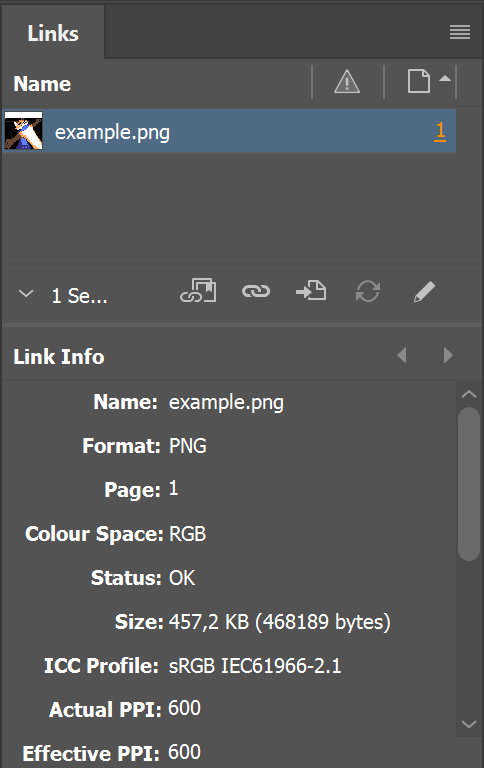 Links
Name
example.png 1
1 Se...
Link Info
Name: example.png
Format: PNG
Page: 1
Colour Space: RGB
Status: OK
Size: 457,2 KB (468189 bytes)
ICC Profile: sRGB IEC61966-2.1
Actual PPI: 600
Effective PPI: 600